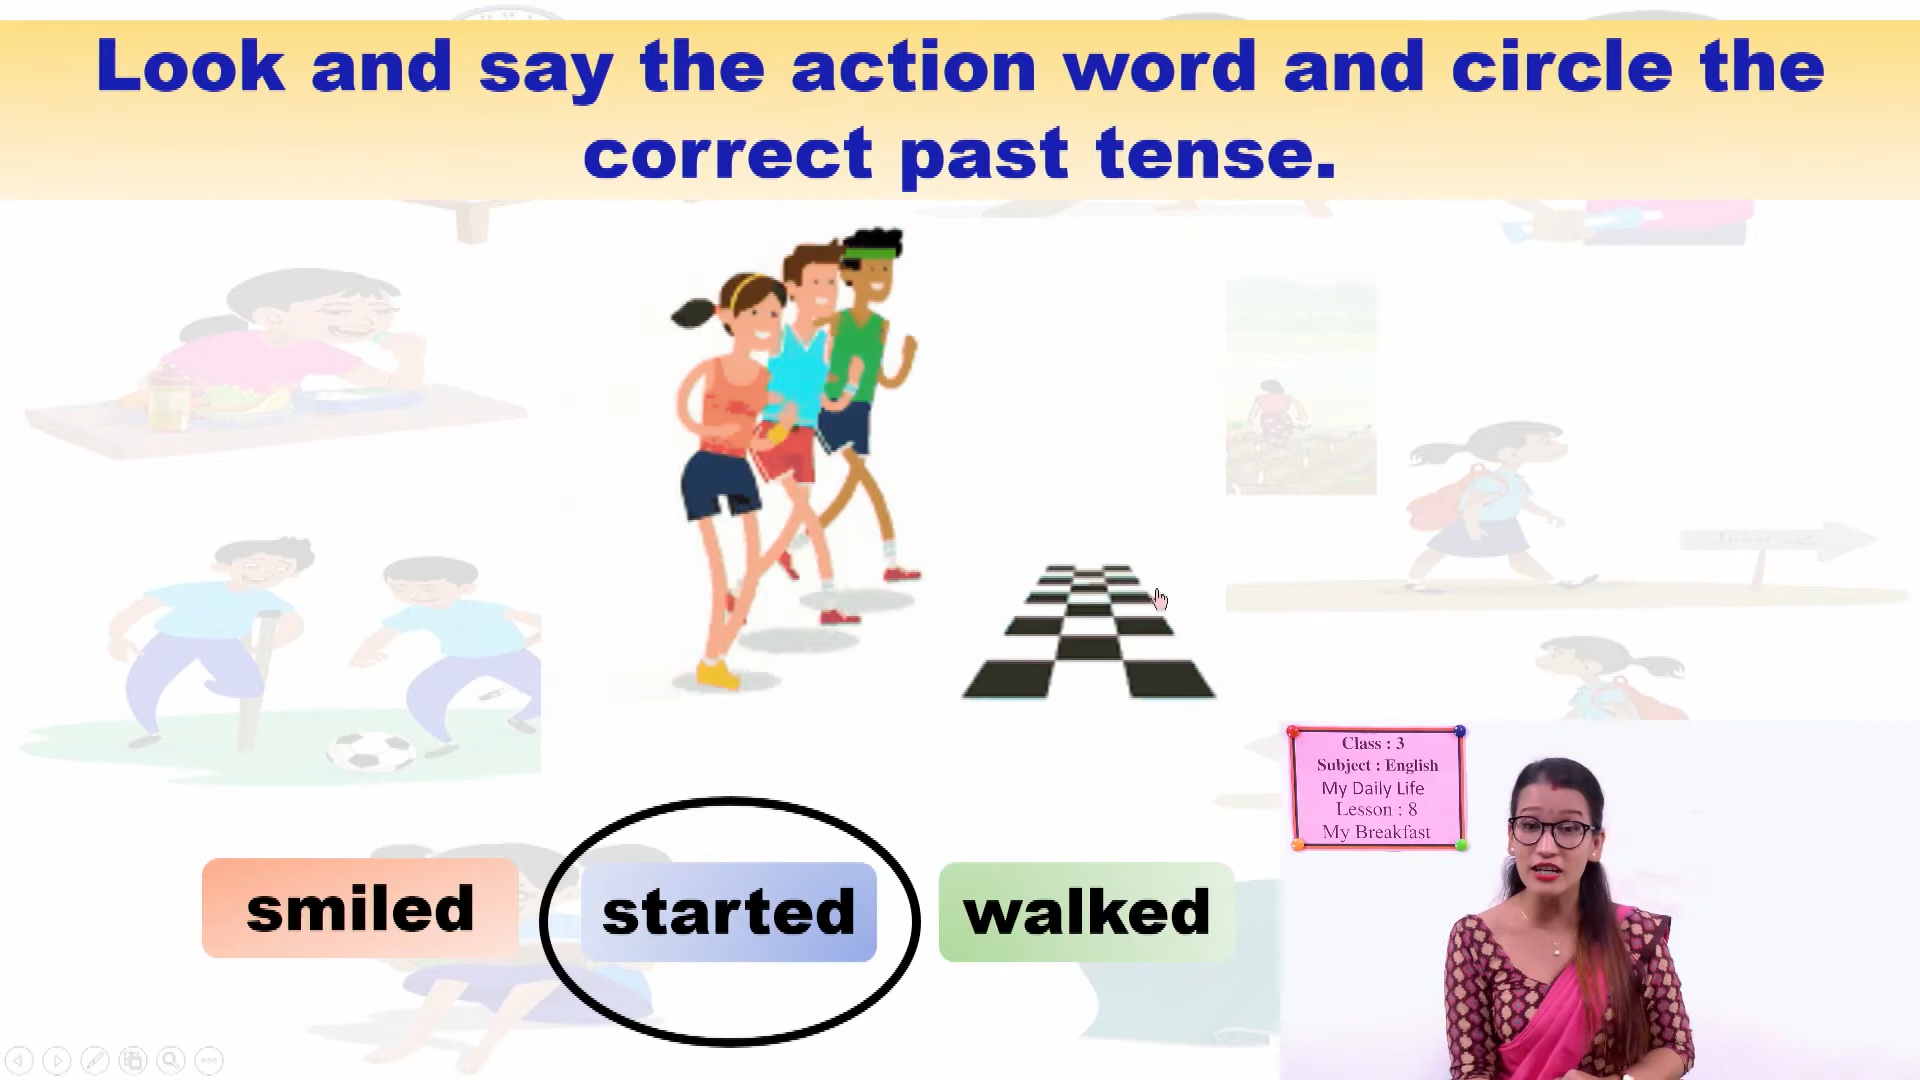 Look and say the action word and circle the
correct past tense.
smiled
started
walked
Class : 3
Subject : English
My Daily Life
Lesson : 8
My Breakfast